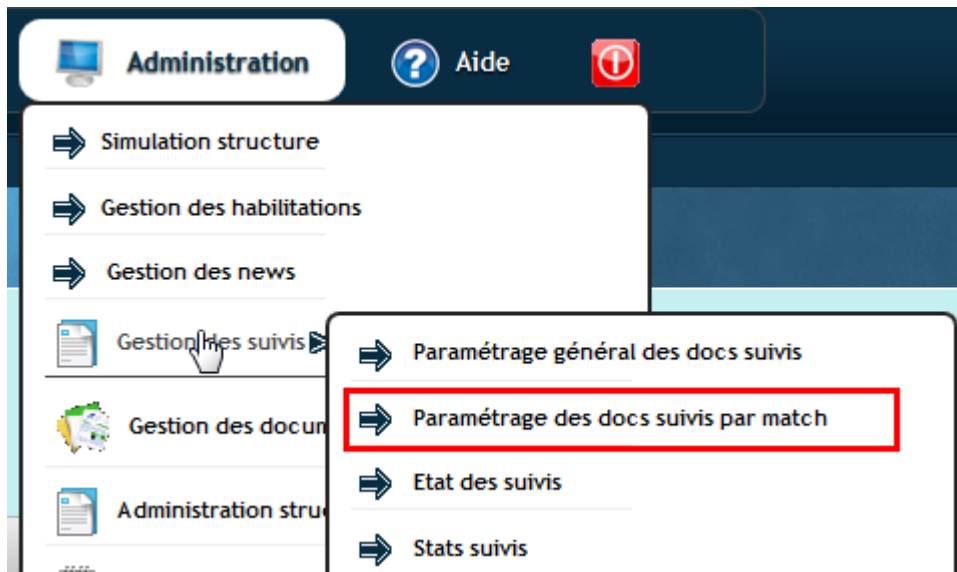 Administration
Aide
Simulation structure
Gestion des habilitations
Gestion des news
Gestion des suivis
Paramétrage général des docs suivis
Paramétrage des docs suivis par match
Gestion des docum
Etat des suivis
Administration stru
Stats suivis